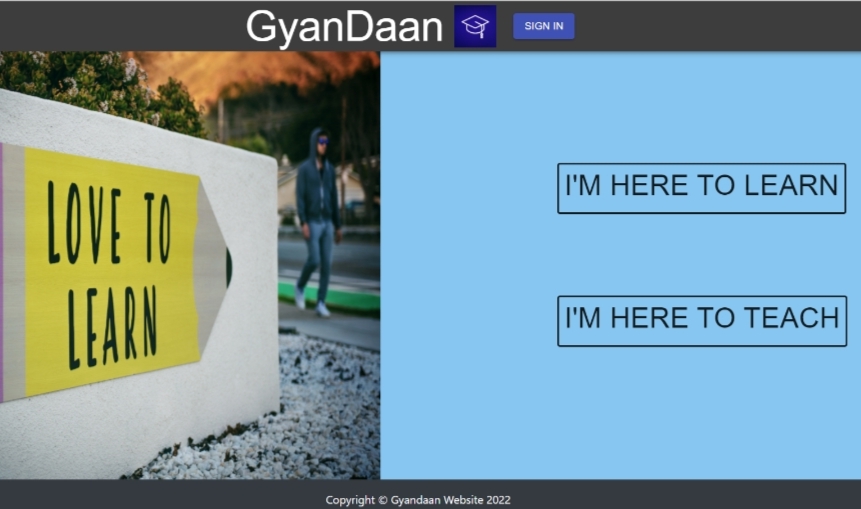 GyanDaan
SIGN IN
LOVE TO
LEARN
I'M HERE TO LEARN
I'M HERE TO TEACH
Copyright © Gyandaan Website 2022